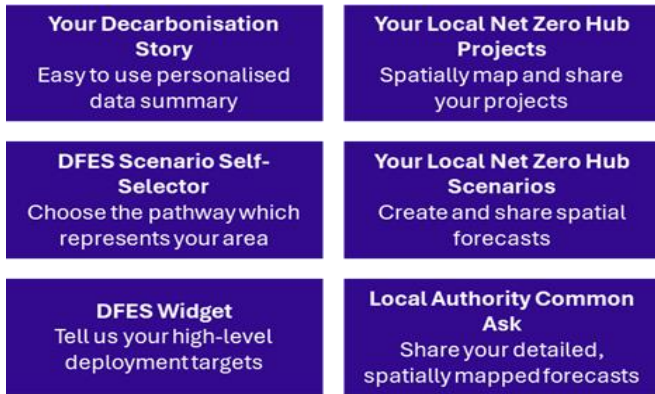 Your Decarbonisation
Story
Easy to use personalised
data summary
Your Local Net Zero Hub
Projects
Spatially map and share
your projects
DFES Scenario Self-
Selector
Choose the pathway which
represents your area
Your Local Net Zero Hub
Scenarios
Create and share spatial
forecasts
DFES Widget
Tell us your high-level
deployment targets
Local Authority Common
Ask
Share your detailed,
spatially mapped forecasts